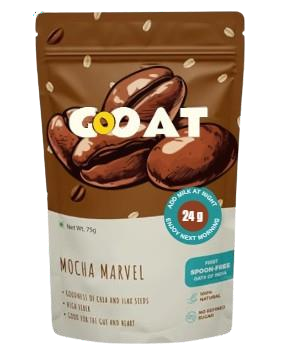 GOOAT
ADD MILK AT NIGHT
24 g
ENJOY NEXT MORNING
Net Wt. 75g
FIRST
SPOON-FREE
OATS OF INDIA
MOCHA MARVEL
• GOODNESS OF CHIA AND FLAX SEEDS
• HIGH FIBER
• GOOD FOR THE GUT AND HEART
100%
NATURAL
NO REFINED
SUGAR